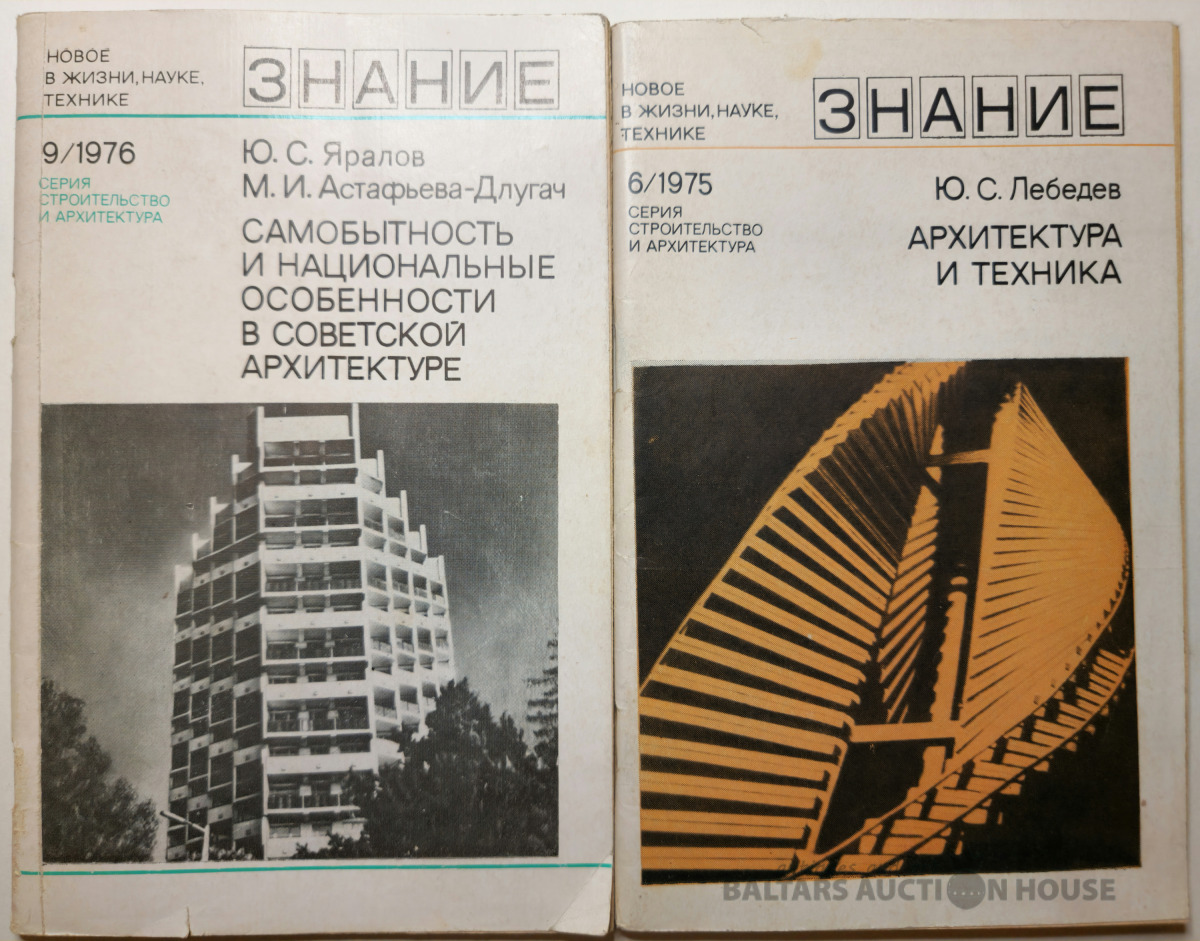 НОВОЕ
В ЖИЗНИ, НАУКЕ,
ТЕХНИКЕ
ЗНАНИЕ
9/1976
СЕРИЯ
СТРОИТЕЛЬСТВО
И АРХИТЕКТУРА
Ю. С. Яралов
М. И. Астафьева-Длугач
САМОБЫТНОСТЬ
И НАЦИОНАЛЬНЫЕ
ОСОБЕННОСТИ
В СОВЕТСКОЙ
АРХИТЕКТУРЕ
НОВОЕ
В ЖИЗНИ, НАУКЕ,
ТЕХНИКЕ
ЗНАНИЕ
6/1975
СЕРИЯ
СТРОИТЕЛЬСТВО
И АРХИТЕКТУРА
Ю. С. Лебедев
АРХИТЕКТУРА
И ТЕХНИКА
BALTARS AUCTION HOUSE